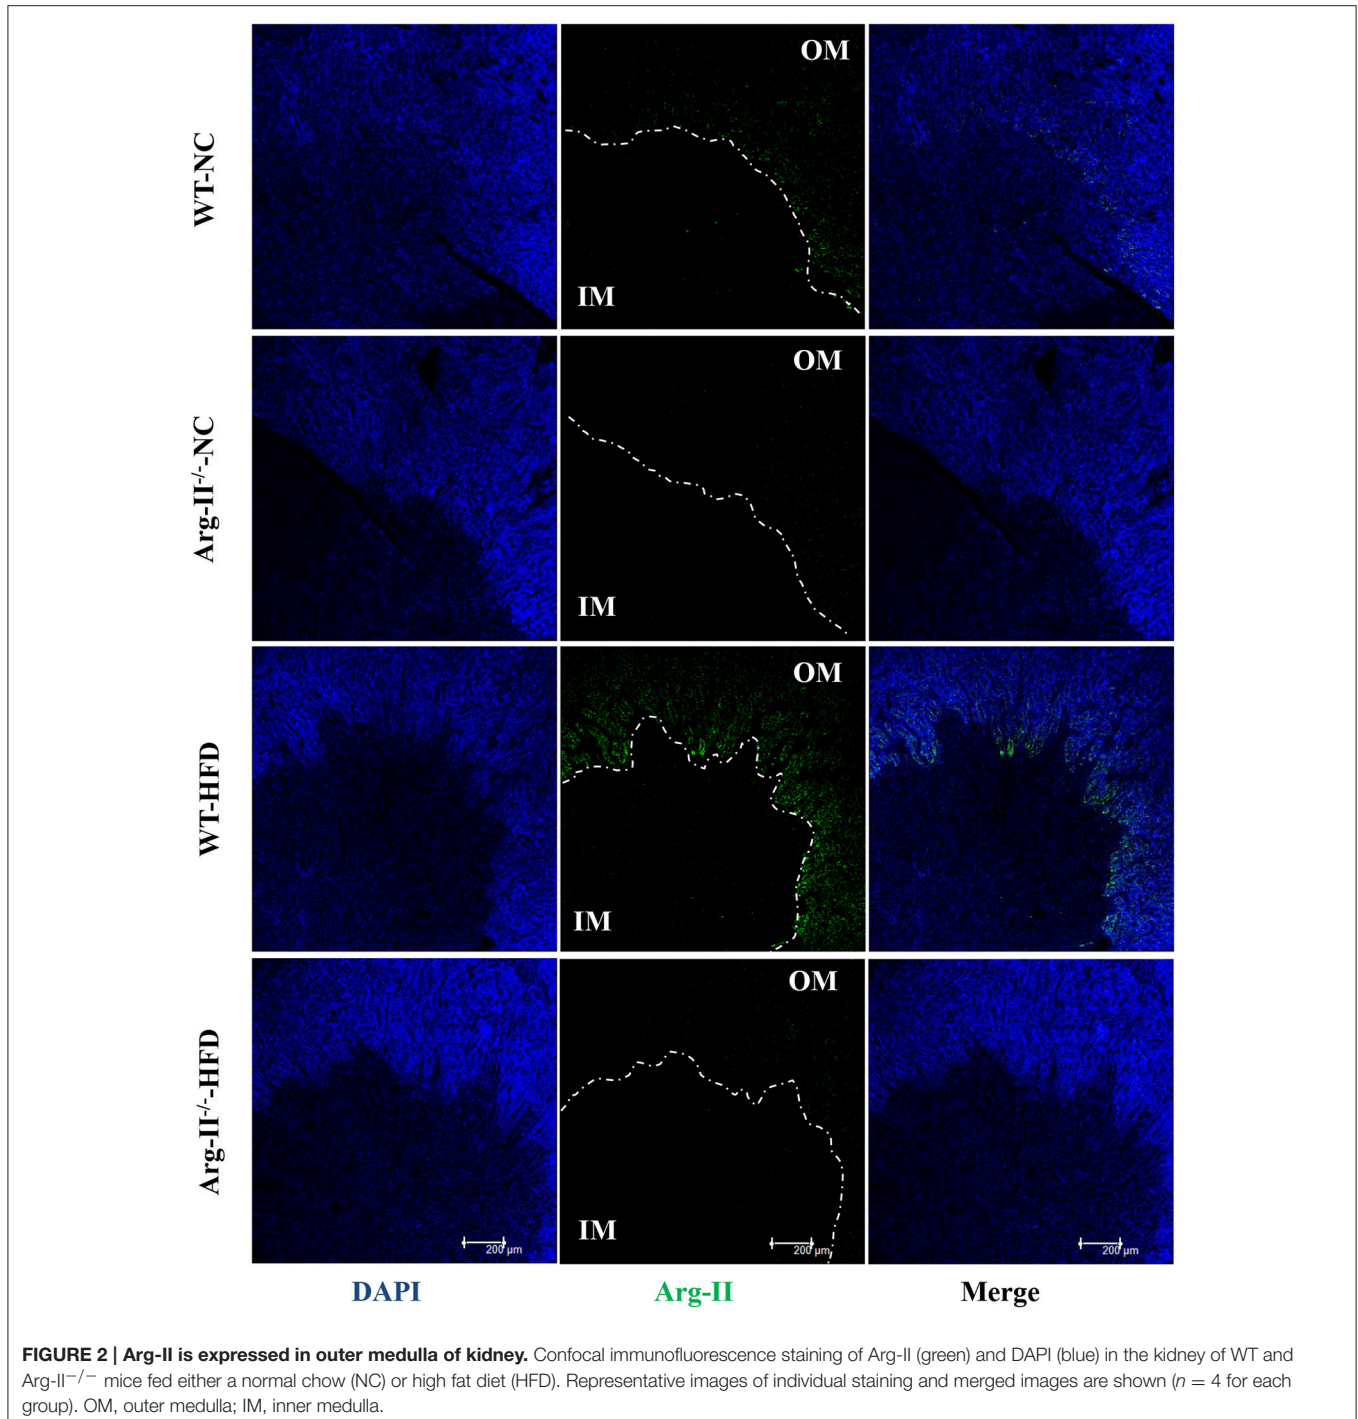 WT-NC
OM
IM
Arg-II-/--NC
OM
IM
WT-HFD
OM
IM
Arg-II-/--HFD
OM
IM
200 µm
200 µm
200 µm
DAPI
Arg-II
Merge
FIGURE 2 | Arg-II is expressed in outer medulla of kidney. Confocal immunofluorescence staining of Arg-II (green) and DAPI (blue) in the kidney of WT and
Arg-II−/− mice fed either a normal chow (NC) or high fat diet (HFD). Representative images of individual staining and merged images are shown (n = 4 for each
group). OM, outer medulla; IM, inner medulla.